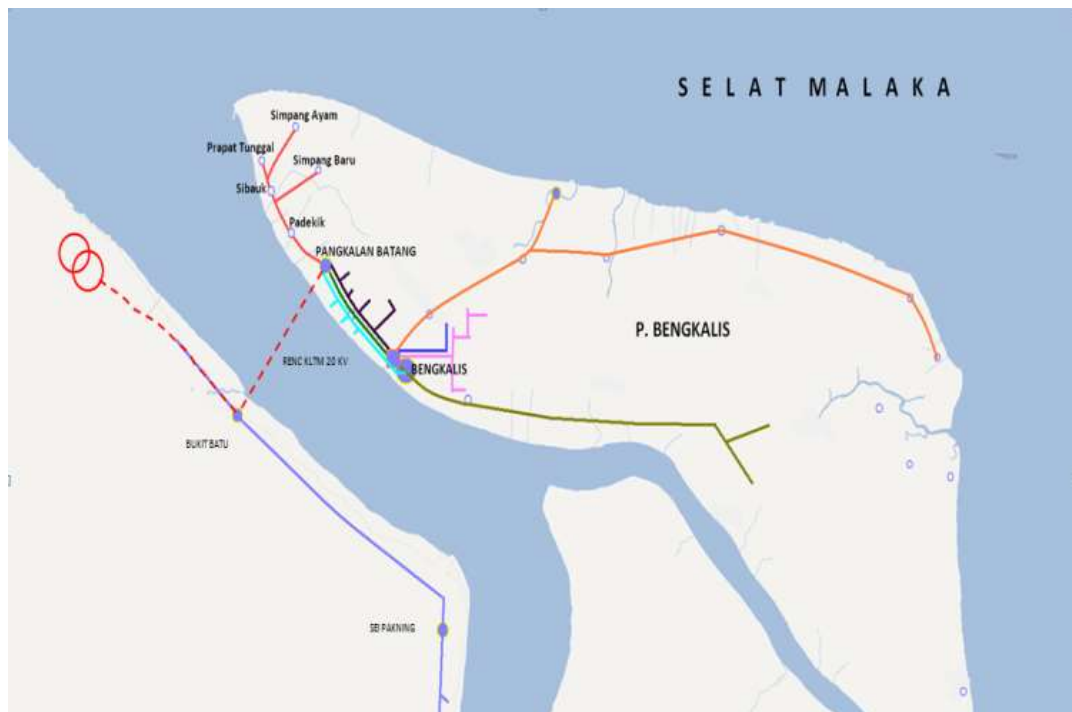 SELAT MALAKA
Simpang Ayam
Prapat Tunggal
Simpang Baru
Sibauk
Padekik
PANGKALAN BATANG
P. BENGKALIS
RENC KLTM 20 KV
BENGKALIS
BUKIT BATU
SEI PAKNING